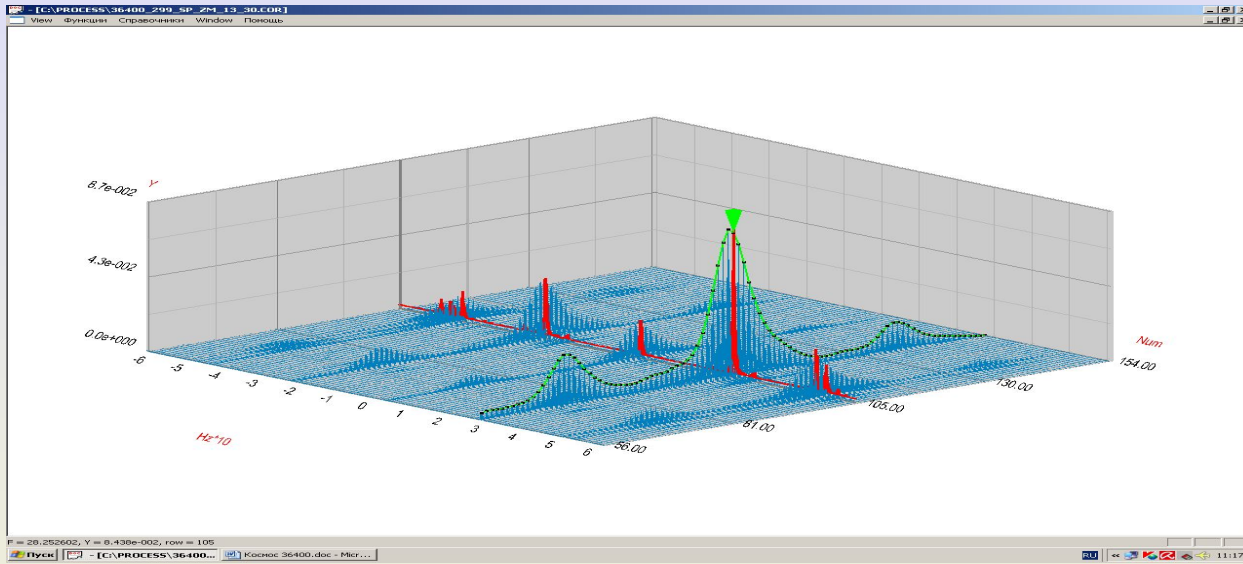 - [C:\PROCESS\36400_299_SP_ZM_13_30.COR]
View Функции Справочники Window Помощь
8.7e-002 Y
4.3e-002
0.0e+000
-6 -5 -4 -3 -2 -1 0 1 2 3 4 5 6
Hz*10
56.00 81.00 105.00 130.00 154.00
Num
F = 28.252602, Y = 8.438e-002, row = 105
Пуск - [C:\PROCESS\36400... Космос 36400.doc - Micr... RU « 11:17